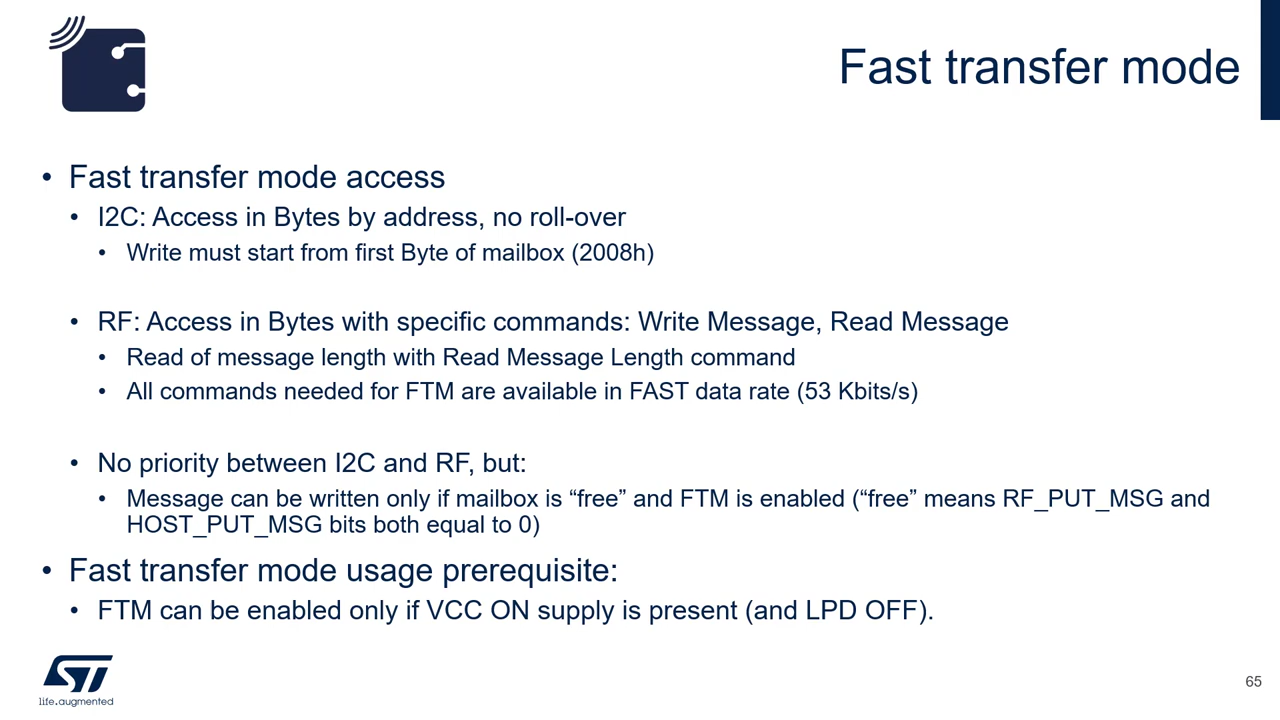 Fast transfer mode
• Fast transfer mode access
• I2C: Access in Bytes by address, no roll-over
• Write must start from first Byte of mailbox (2008h)
• RF: Access in Bytes with specific commands: Write Message, Read Message
• Read of message length with Read Message Length command
• All commands needed for FTM are available in FAST data rate (53 Kbits/s)
• No priority between I2C and RF, but:
• Message can be written only if mailbox is “free” and FTM is enabled (“free” means RF_PUT_MSG and
HOST_PUT_MSG bits both equal to 0)
• Fast transfer mode usage prerequisite:
• FTM can be enabled only if VCC ON supply is present (and LPD OFF).
ST
life.augmented
65